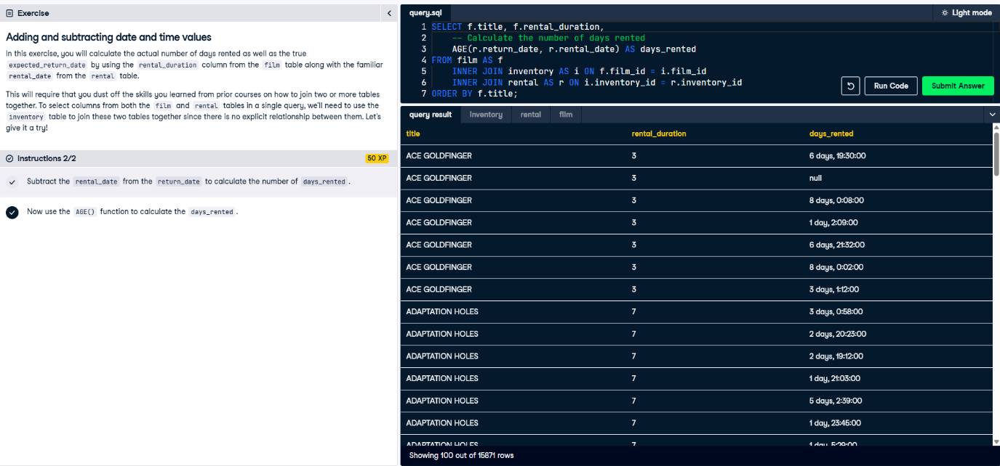 Exercise
Adding and subtracting date and time values
In this exercise, you will calculate the actual number of days rented as well as the true
expected_return_date by using the rental_duration column from the film table along with the familiar
rental_date from the rental table.
This will require that you dust off the skills you learned from prior courses on how to join two or more tables
together. To select columns from both the film and rental tables in a single query, we'll need to use the
inventory table to join these two tables together since there is no explicit relationship between them. Let's
give it a try!
Instructions 2/2
50 XP
Subtract the rental_date from the return_date to calculate the number of days_rented.
Now use the AGE() function to calculate the days_rented.
query.sql
Light mode
1 SELECT f.title, f.rental_duration,
2 -- Calculate the number of days rented
3 AGE(r.return_date, r.rental_date) AS days_rented
4 FROM film AS f
5 INNER JOIN inventory AS i ON f.film_id = i.film_id
6 INNER JOIN rental AS r ON i.inventory_id = r.inventory_id
7 ORDER BY f.title;
Run Code
Submit Answer
query result inventory rental film
title rental_duration days_rented
ACE GOLDFINGER 3 6 days, 19:30:00
ACE GOLDFINGER 3 null
ACE GOLDFINGER 3 8 days, 0:08:00
ACE GOLDFINGER 3 1 day, 2:09:00
ACE GOLDFINGER 3 6 days, 21:32:00
ACE GOLDFINGER 3 8 days, 0:02:00
ACE GOLDFINGER 3 3 days, 1:12:00
ADAPTATION HOLES 7 3 days, 0:58:00
ADAPTATION HOLES 7 2 days, 20:23:00
ADAPTATION HOLES 7 2 days, 19:12:00
ADAPTATION HOLES 7 1 day, 21:03:00
ADAPTATION HOLES 7 5 days, 2:39:00
ADAPTATION HOLES 7 1 day, 23:45:00
ADAPTATION HOLES 7 1 day, 5:29:00
Showing 100 out of 15871 rows